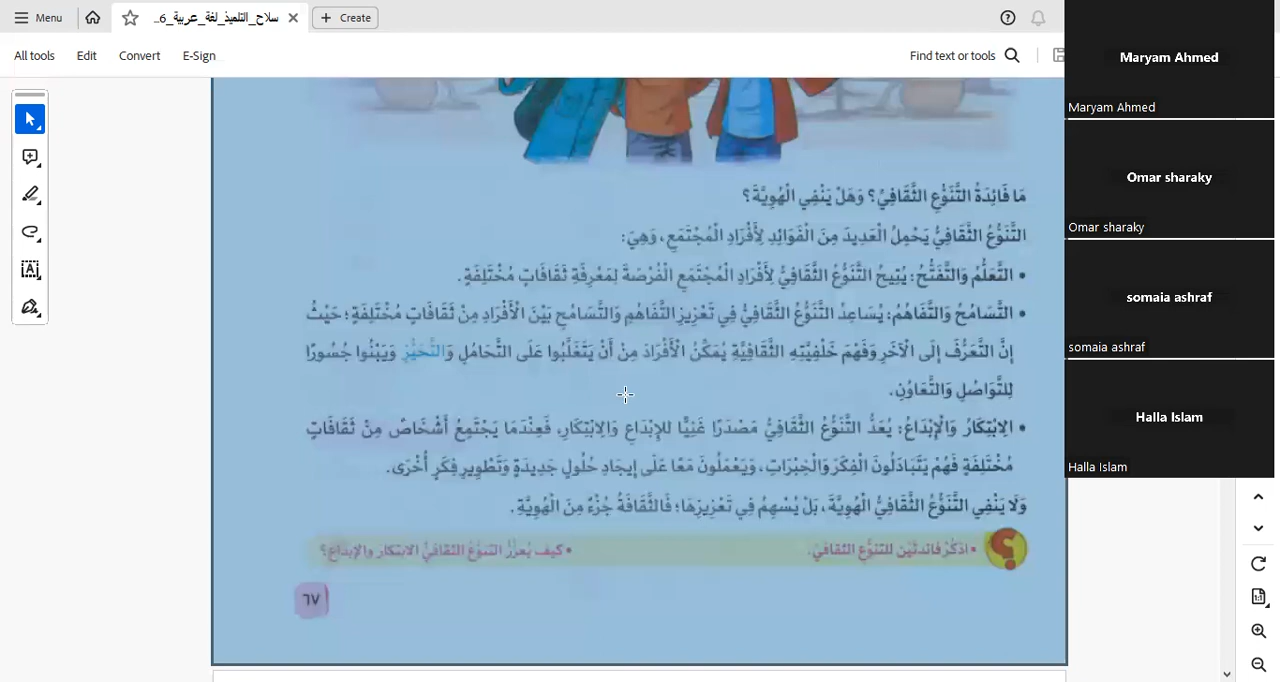 Menu
سلاح_التلميذ_لغة_عربية_6...
Create
All tools
Edit
Convert
E-Sign
Find text or tools
Maryam Ahmed
Maryam Ahmed
Omar sharaky
Omar sharaky
somaia ashraf
somaia ashraf
Halla Islam
Halla Islam
مَا فَائِدَةُ التَّنَوُّعِ الثَّقَافِيِّ؟ وَهَلْ يَنْفِي الْهُوِيَّةَ؟
التَّنَوُّعُ الثَّقَافِيُّ يَحْمِلُ الْعَدِيدَ مِنَ الْفَوَائِدِ لِأَفْرَادِ الْمُجْتَمَعِ، وَهِيَ:
• التَّعَلُّمُ وَالتَّفَتُّحُ: يُتِيحُ التَّنَوُّعُ الثَّقَافِيُّ لِأَفْرَادِ الْمُجْتَمَعِ الْفُرْصَةَ لِمَعْرِفَةِ ثَقَافَاتٍ مُخْتَلِفَةٍ.
• التَّسَامُحُ وَالتَّفَاهُمُ: يُسَاعِدُ التَّنَوُّعُ الثَّقَافِيُّ فِي تَعْزِيزِ التَّفَاهُمِ وَالتَّسَامُحِ بَيْنَ الْأَفْرَادِ مِنْ ثَقَافَاتٍ مُخْتَلِفَةٍ؛ حَيْثُ
إِنَّ التَّعَرُّفَ إِلَى الْآخَرِ وَفَهْمَ خَلْفِيَّتِهِ الثَّقَافِيَّةِ يُمَكِّنُ الْأَفْرَادَ مِنْ أَنْ يَتَغَلَّبُوا عَلَى التَّحَامُلِ وَالتَّحَيُّزِ وَيَبْنُوا جُسُورًا
لِلتَّوَاصُلِ وَالتَّعَاوُنِ.
• الِابْتِكَارُ وَالْإِبْدَاعُ: يُعَدُّ التَّنَوُّعُ الثَّقَافِيُّ مَصْدَرًا غَنِيًّا لِلإِبْدَاعِ وَالِابْتِكَارِ، فَعِنْدَمَا يَجْتَمِعُ أَشْخَاصٌ مِنْ ثَقَافَاتٍ
مُخْتَلِفَةٍ فَهُمْ يَتَبَادَلُونَ الْفِكَرَ وَالْخِبْرَاتِ، وَيَعْمَلُونَ مَعًا عَلَى إِيجَادِ حُلُولٍ جَدِيدَةٍ وَتَطْوِيرِ فِكَرٍ أُخْرَى.
وَلَا يَنْفِي التَّنَوُّعُ الثَّقَافِيُّ الْهُوِيَّةَ، بَلْ يُسْهِمُ فِي تَعْزِيزِهَا؛ فَالثَّقَافَةُ جُزْءٌ مِنَ الْهُوِيَّةِ.
• اذكُرْ فائدتَيْنِ للتنوُّعِ الثقافيِّ. • كيف يُعزِّزُ التنوُّعُ الثقافيُّ الابتكارَ والإبداعَ؟
٦٧